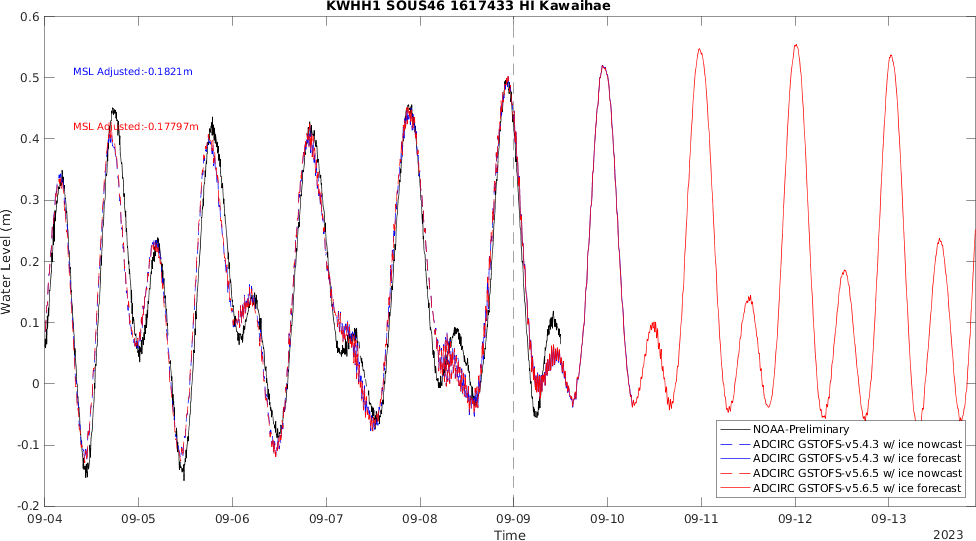 KWHH1 SOUS46 1617433 HI Kawaihae
0.6
0.5
0.4
0.3
0.2
0.1
0
-0.1
-0.2
Water Level (m)
MSL Adjusted:-0.1821m
MSL Adjusted:-0.17797m
NOAA-Preliminary
ADCIRC GSTOFS-v5.4.3 w/ ice nowcast
ADCIRC GSTOFS-v5.4.3 w/ ice forecast
ADCIRC GSTOFS-v5.6.5 w/ ice nowcast
ADCIRC GSTOFS-v5.6.5 w/ ice forecast
09-04 09-05 09-06 09-07 09-08 09-09 09-10 09-11 09-12 09-13
Time
2023